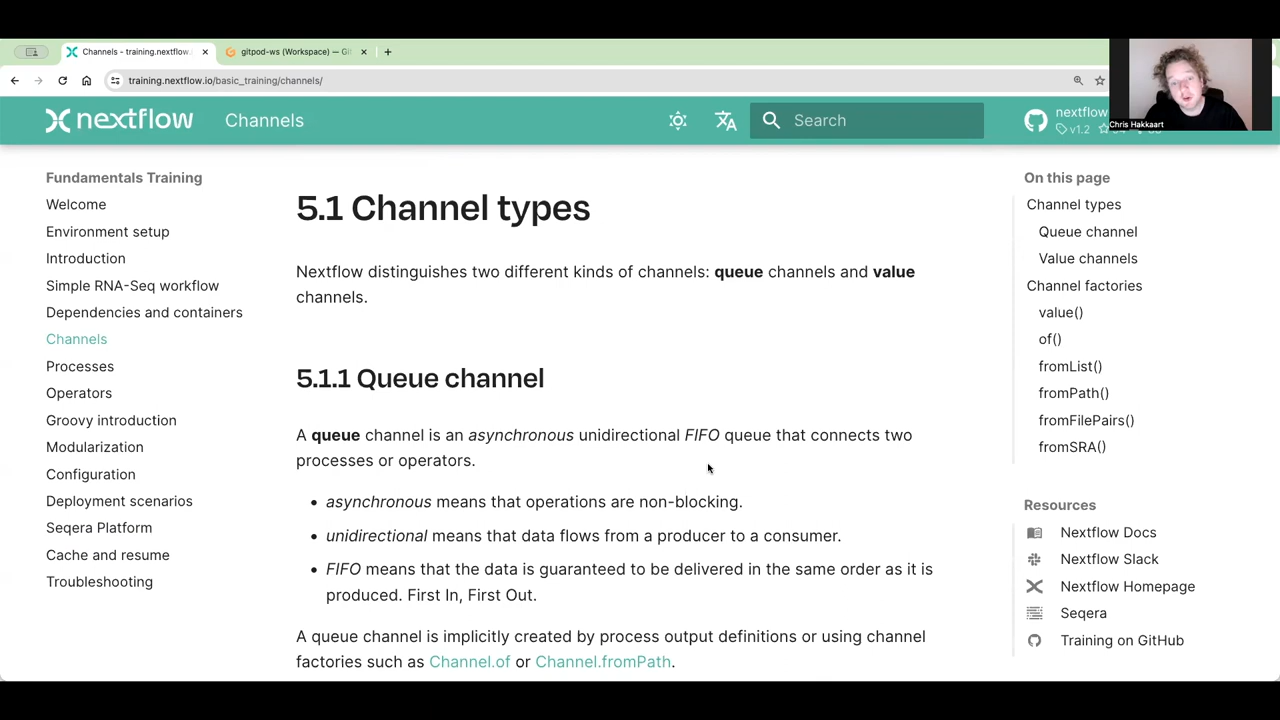 Channels - training.nextflow.
gitpod-ws (Workspace) — Gi
training.nextflow.io/basic_training/channels/
nextflow
Channels
Search
nextflow
v1.2
Chris Hakkaart
Fundamentals Training
Welcome
Environment setup
Introduction
Simple RNA-Seq workflow
Dependencies and containers
Channels
Processes
Operators
Groovy introduction
Modularization
Configuration
Deployment scenarios
Seqera Platform
Cache and resume
Troubleshooting
5.1 Channel types
Nextflow distinguishes two different kinds of channels: queue channels and value
channels.
5.1.1 Queue channel
A queue channel is an asynchronous unidirectional FIFO queue that connects two
processes or operators.
• asynchronous means that operations are non-blocking.
• unidirectional means that data flows from a producer to a consumer.
• FIFO means that the data is guaranteed to be delivered in the same order as it is
produced. First In, First Out.
A queue channel is implicitly created by process output definitions or using channel
factories such as Channel.of or Channel.fromPath.
On this page
Channel types
Queue channel
Value channels
Channel factories
value()
of()
fromList()
fromPath()
fromFilePairs()
fromSRA()
Resources
Nextflow Docs
Nextflow Slack
Nextflow Homepage
Seqera
Training on GitHub